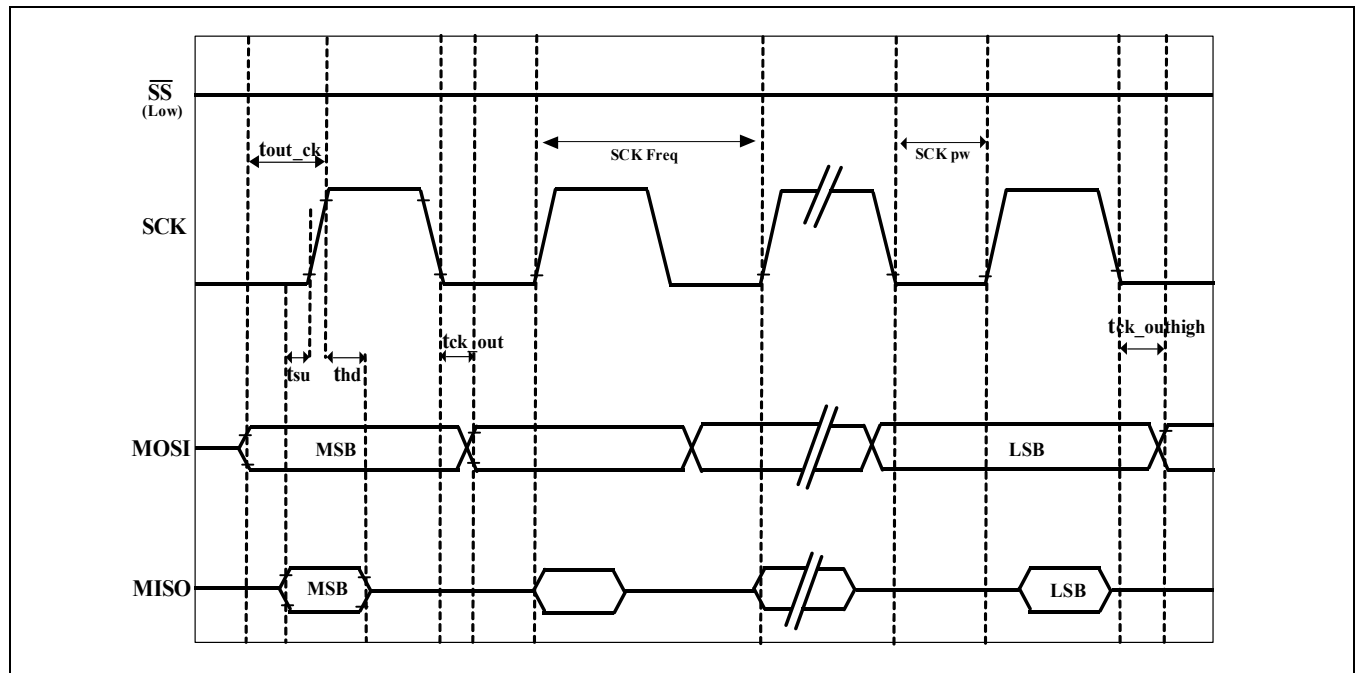 SS
(Low)
tout_ck
SCK Freq
SCK pw
SCK
tsu
thd
tck_out
tck_outhigh
MOSI
MSB
LSB
MISO
MSB
LSB